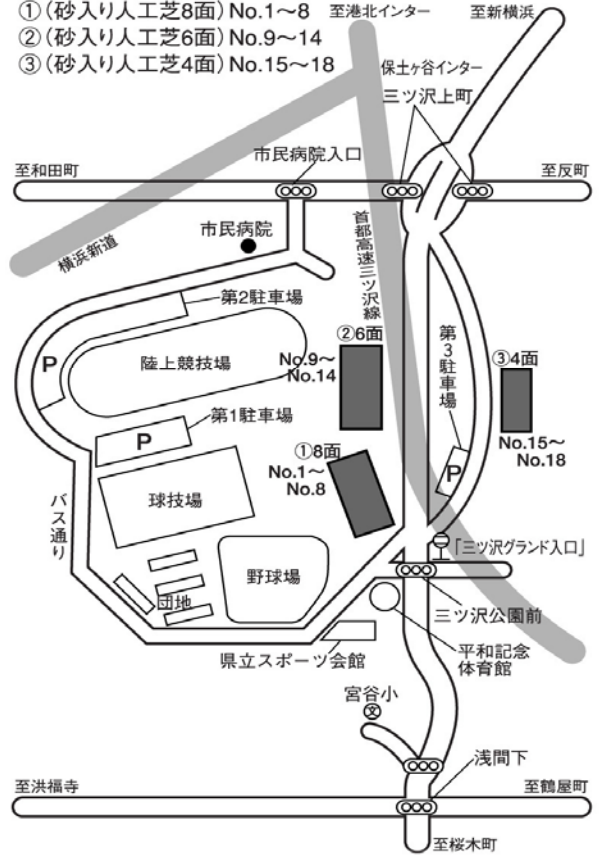 ①(砂入り人工芝8面)No.1～8
②(砂入り人工芝6面)No.9～14
③(砂入り人工芝4面)No.15～18
至港北インター
至新横浜
保土ヶ谷インター
三ツ沢上町
市民病院入口
至和田町
至反町
市民病院
横浜新道
首都高速三ツ沢線
第2駐車場
P
陸上競技場
②6面
No.9～
No.14
第3駐車場
③4面
No.15～
No.18
第1駐車場
P
①8面
No.1～
No.8
P
球技場
バス通り
野球場
団地
「三ツ沢グランド入口」
三ツ沢公園前
県立スポーツ会館
平和記念
体育館
宮谷小
文
浅間下
至洪福寺
至鶴屋町
至桜木町